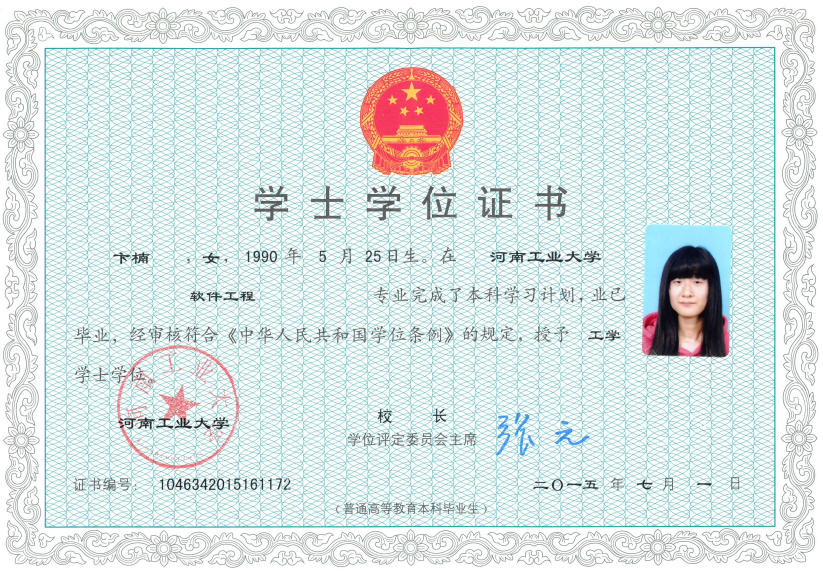 学士学位证书
卞楠，女，1990 年 5 月 25日生。在 河南工业大学
软件工程 专业完成了本科学习计划，业已
毕业，经审核符合《中华人民共和国学位条例》的规定，授予 工学
学士学位。
河南工业大学
河南工业大学
校 长
学位评定委员会主席
张元
证书编号： 1046342015161172
二〇一五 年 七 月 一 日
（普通高等教育本科毕业生）